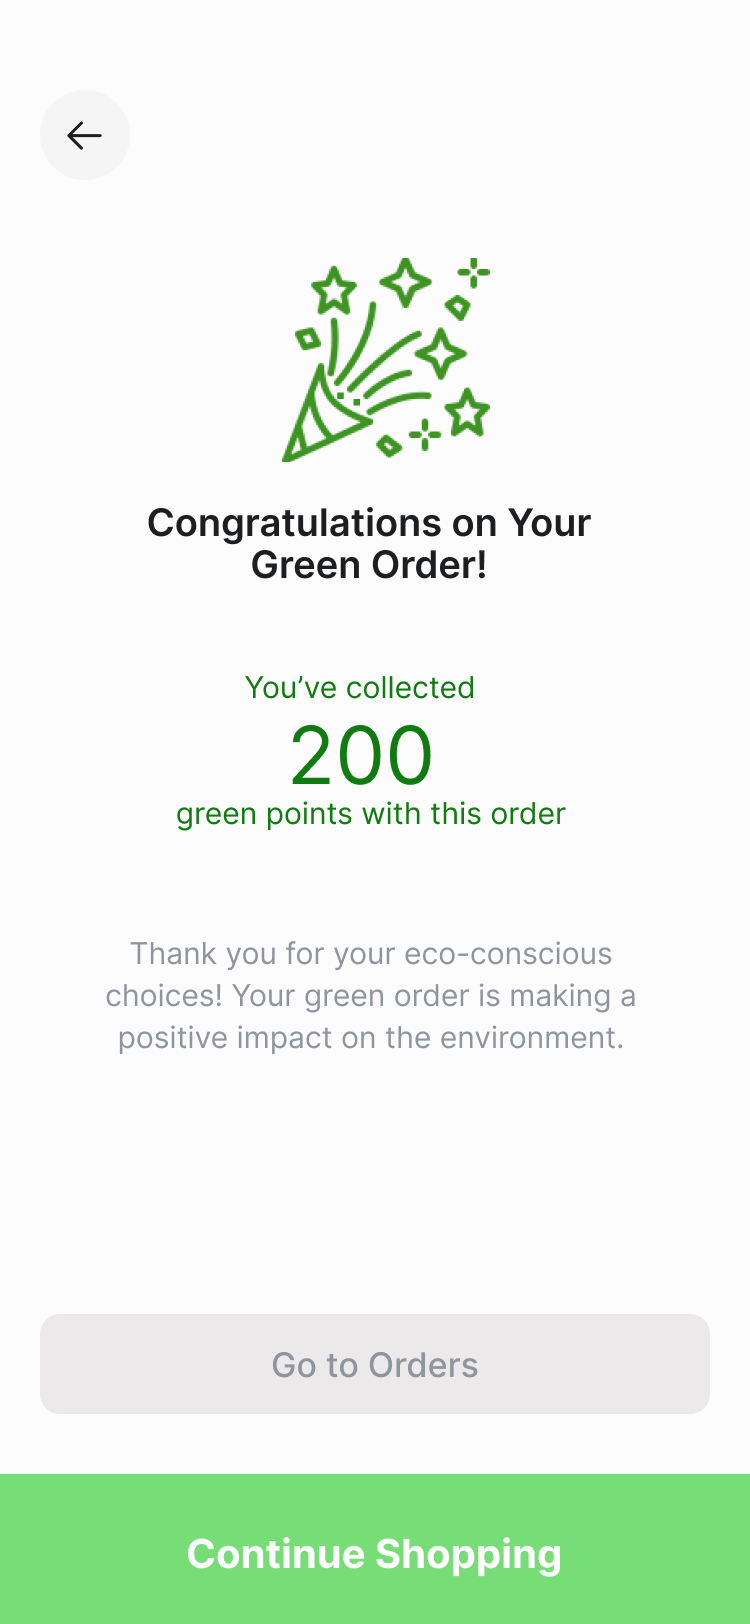 Congratulations on Your
Green Order!
You’ve collected
200
green points with this order
Thank you for your eco-conscious
choices! Your green order is making a
positive impact on the environment.
Go to Orders
Continue Shopping